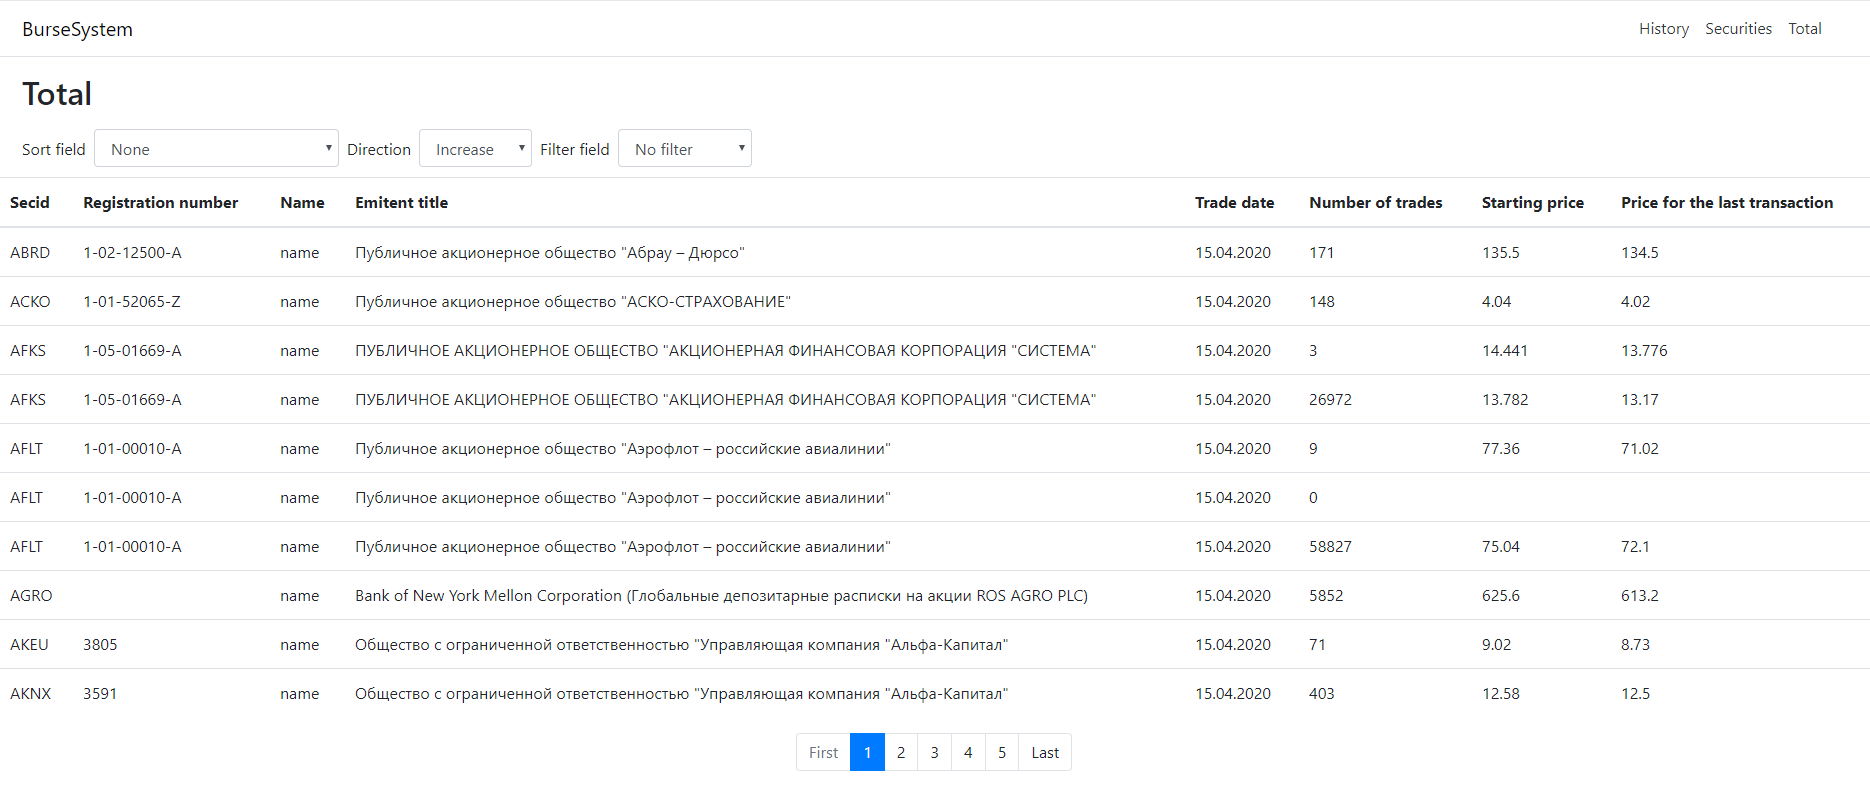 BurseSystem History Securities Total
Total
Sort field None Direction Increase Filter field No filter
Secid Registration number Name Emitent title Trade date Number of trades Starting price Price for the last transaction
ABRD 1-02-12500-A name Публичное акционерное общество "Абрау – Дюрсо" 15.04.2020 171 135.5 134.5
ACKO 1-01-52065-Z name Публичное акционерное общество "АСКО-СТРАХОВАНИЕ" 15.04.2020 148 4.04 4.02
AFKS 1-05-01669-A name ПУБЛИЧНОЕ АКЦИОНЕРНОЕ ОБЩЕСТВО "АКЦИОНЕРНАЯ ФИНАНСОВАЯ КОРПОРАЦИЯ "СИСТЕМА" 15.04.2020 3 14.441 13.776
AFKS 1-05-01669-A name ПУБЛИЧНОЕ АКЦИОНЕРНОЕ ОБЩЕСТВО "АКЦИОНЕРНАЯ ФИНАНСОВАЯ КОРПОРАЦИЯ "СИСТЕМА" 15.04.2020 26972 13.782 13.17
AFLT 1-01-00010-A name Публичное акционерное общество "Аэрофлот – российские авиалинии" 15.04.2020 9 77.36 71.02
AFLT 1-01-00010-A name Публичное акционерное общество "Аэрофлот – российские авиалинии" 15.04.2020 0
AFLT 1-01-00010-A name Публичное акционерное общество "Аэрофлот – российские авиалинии" 15.04.2020 58827 75.04 72.1
AGRO name Bank of New York Mellon Corporation (Глобальные депозитарные расписки на акции ROS AGRO PLC) 15.04.2020 5852 625.6 613.2
AKEU 3805 name Общество с ограниченной ответственностью "Управляющая компания "Альфа-Капитал" 15.04.2020 71 9.02 8.73
AKNX 3591 name Общество с ограниченной ответственностью "Управляющая компания "Альфа-Капитал" 15.04.2020 403 12.58 12.5
First 1 2 3 4 5 Last